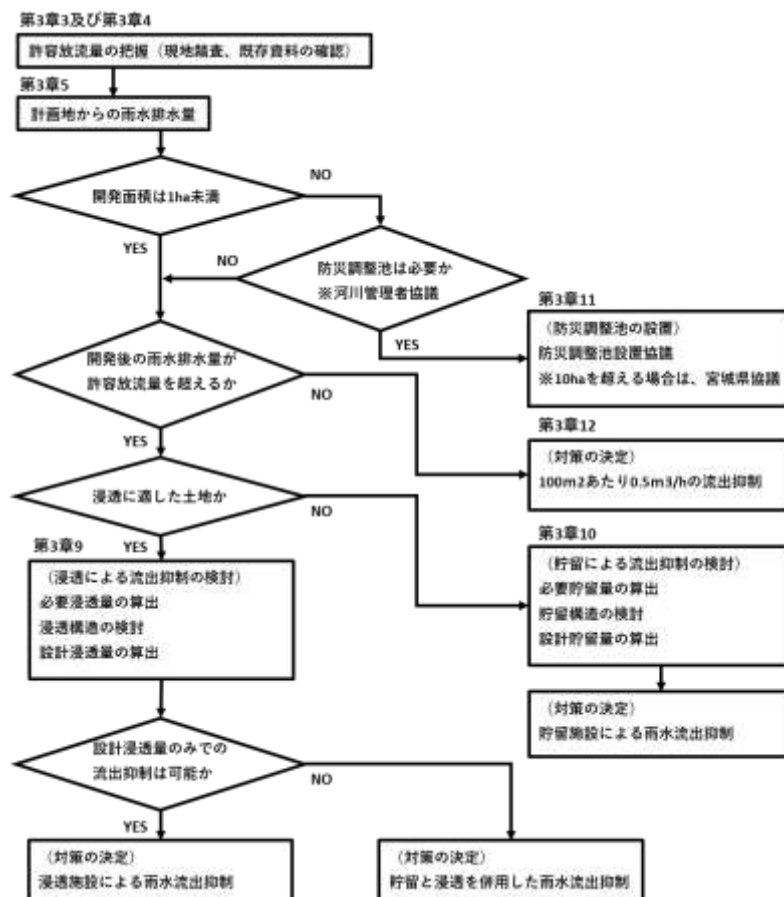 第3章3及び第3章4
許容放流量の把握（現地踏査、既存資料の確認）
第3章5
計画地からの雨水排水量
開発面積は1ha未満
NO
YES
防災調整池は必要か
※河川管理者協議
NO
YES
第3章11
（防災調整池の設置）
防災調整池設置協議
※10haを超える場合は、宮城県協議
開発後の雨水排水量が
許容放流量を超えるか
NO
YES
第3章12
（対策の決定）
100m2あたり0.5m3/hの流出抑制
浸透に適した土地か
NO
YES
第3章9
（浸透による流出抑制の検討）
必要浸透量の算出
浸透構造の検討
設計浸透量の算出
第3章10
（貯留による流出抑制の検討）
必要貯留量の算出
貯留構造の検討
設計貯留量の算出
（対策の決定）
貯留施設による雨水流出抑制
設計浸透量のみでの
流出抑制は可能か
NO
YES
（対策の決定）
浸透施設による雨水流出抑制
（対策の決定）
貯留と浸透を併用した雨水流出抑制